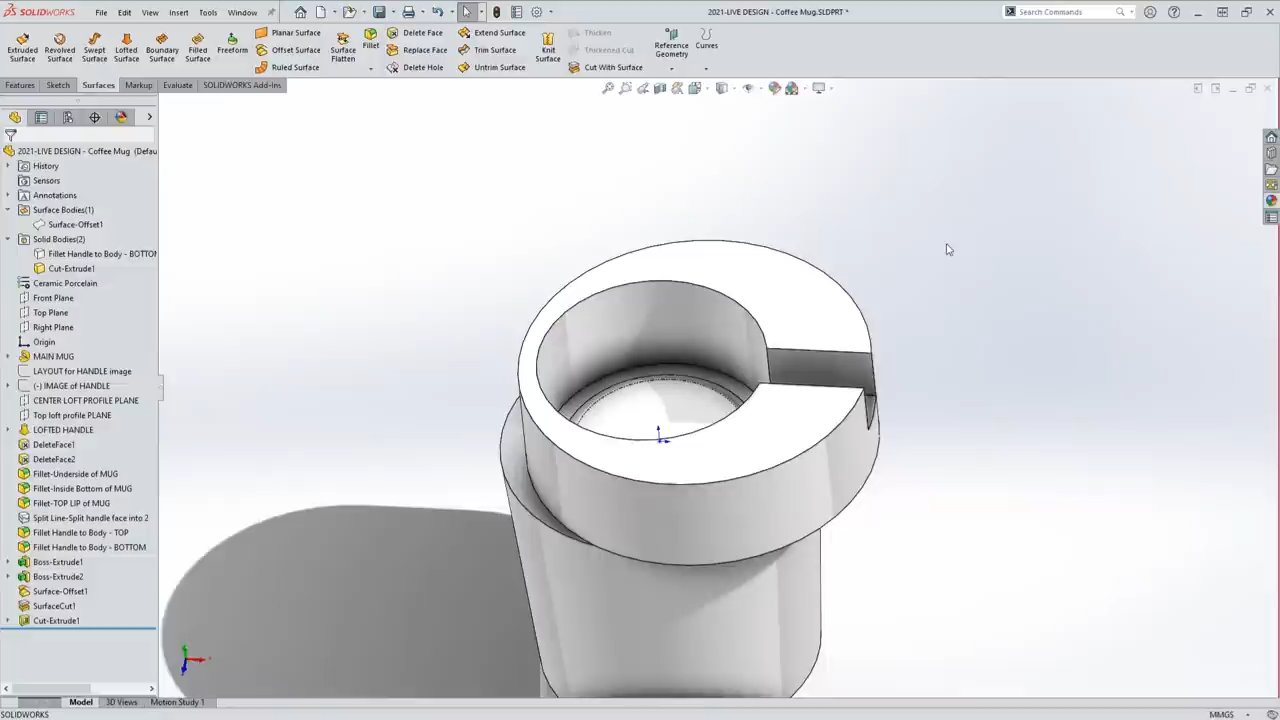 SOLIDWORKS
File Edit View Insert Tools Window
2021-LIVE DESIGN - Coffee Mug.SLDPRT *
Search Commands
Extruded Surface
Revolved Surface
Swept Surface
Lofted Surface
Boundary Surface
Filled Surface
Freeform
Planar Surface
Offset Surface
Ruled Surface
Surface Flatten
Fillet
Delete Face
Replace Face
Delete Hole
Extend Surface
Trim Surface
Untrim Surface
Knit Surface
Thicken
Thickened Cut
Cut With Surface
Reference Geometry
Curves
Features Sketch Surfaces Markup Evaluate SOLIDWORKS Add-Ins
2021-LIVE DESIGN - Coffee Mug (Defau
History
Sensors
Annotations
Surface Bodies(1)
Surface-Offset1
Solid Bodies(2)
Fillet Handle to Body - BOTTON
Cut-Extrude1
Ceramic Porcelain
Front Plane
Top Plane
Right Plane
Origin
MAIN MUG
LAYOUT for HANDLE image
(-) IMAGE of HANDLE
CENTER LOFT PROFILE PLANE
Top loft profile PLANE
LOFTED HANDLE
DeleteFace1
DeleteFace2
Fillet-Underside of MUG
Fillet-Inside Bottom of MUG
Fillet-TOP LIP of MUG
Split Line-Split handle face into 2
Fillet Handle to Body - TOP
Fillet Handle to Body - BOTTOM
Boss-Extrude1
Boss-Extrude2
Surface-Offset1
SurfaceCut1
Cut-Extrude1
Model 3D Views Motion Study 1
SOLIDWORKS
MMGS